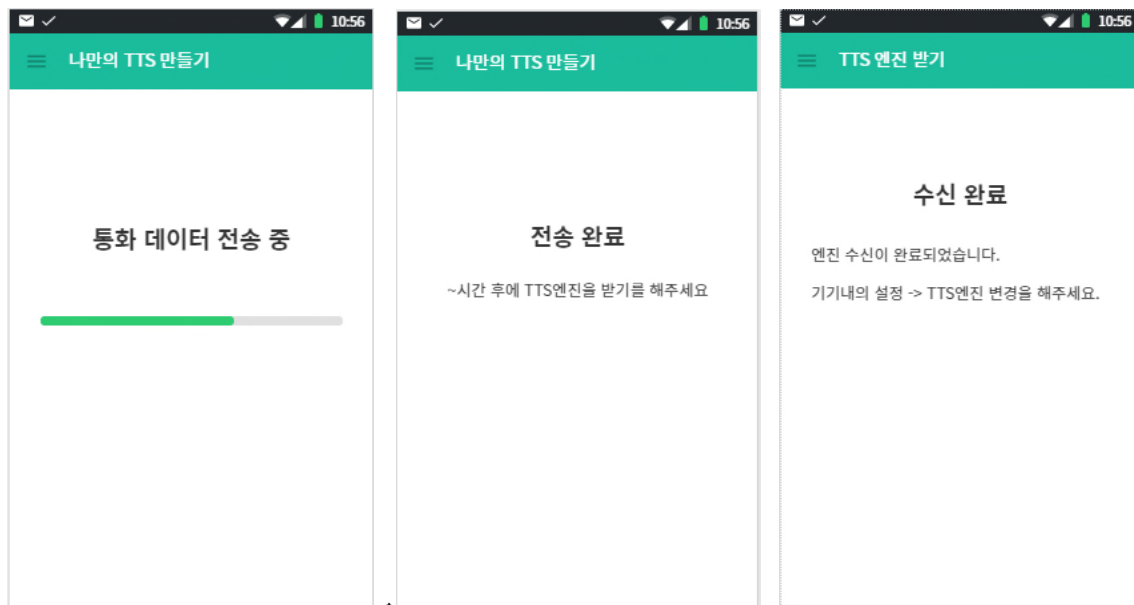 10:56
나만의 TTS 만들기
통화 데이터 전송 중
10:56
나만의 TTS 만들기
전송 완료
~시간 후에 TTS엔진을 받기를 해주세요
10:56
TTS 엔진 받기
수신 완료
엔진 수신이 완료되었습니다.
기기내의 설정 -> TTS엔진 변경을 해주세요.